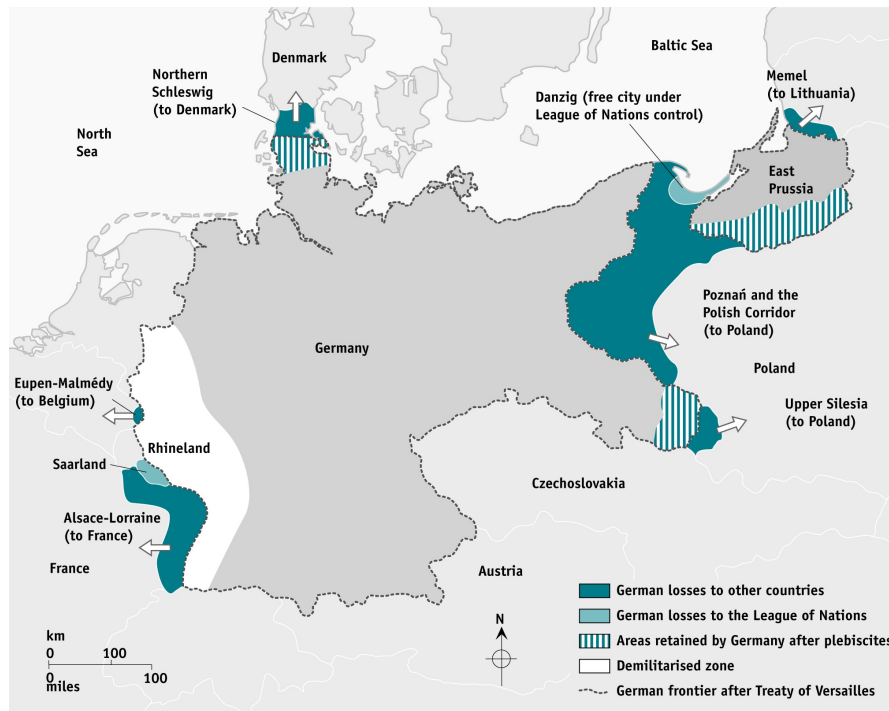 Baltic Sea
Denmark
Northern
Schleswig
(to Denmark)
Memel
(to Lithuania)
Danzig (free city under
League of Nations control)
North
Sea
East
Prussia
Poznań and the
Polish Corridor
(to Poland)
Germany
Poland
Eupen-Malmédy
(to Belgium)
Upper Silesia
(to Poland)
Rhineland
Saarland
Czechoslovakia
Alsace-Lorraine
(to France)
France
Austria
German losses to other countries
German losses to the League of Nations
Areas retained by Germany after plebiscites
Demilitarised zone
German frontier after Treaty of Versailles
N
km
0 100
0 100
miles